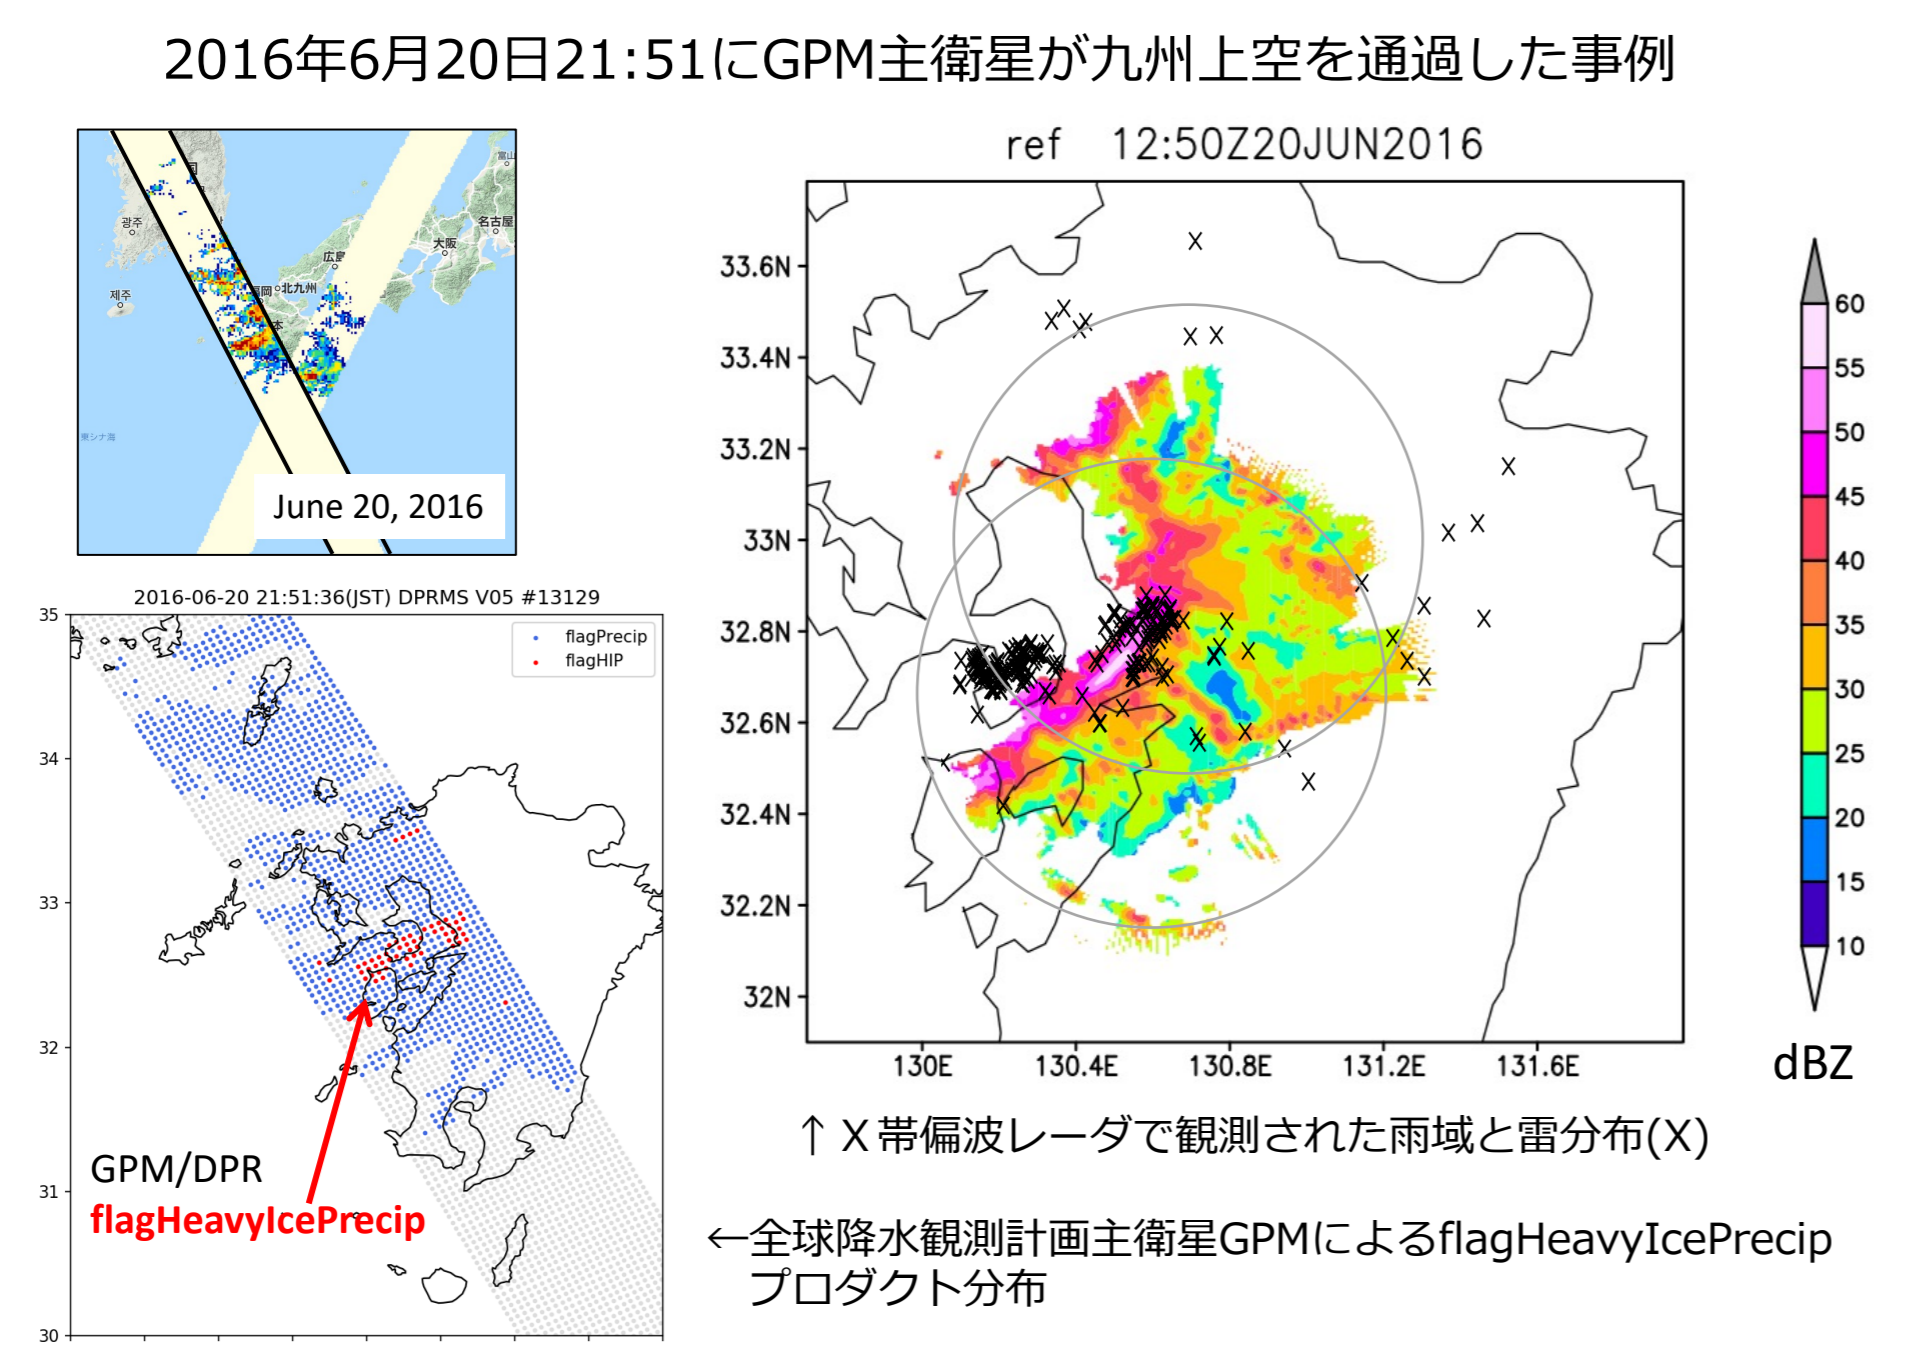 2016年6月20日21:51にGPM主衛星が九州上空を通過した事例
광주
제주
富山
名古屋
大阪
広島
北九州
東シナ海
June 20, 2016
ref 12:50Z20JUN2016
33.6N
33.4N
33.2N
33N
32.8N
32.6N
32.4N
32.2N
32N
130E 130.4E 130.8E 131.2E 131.6E
60
55
50
45
40
35
30
25
20
15
10
dBZ
2016-06-20 21:51:36(JST) DPRMS V05 #13129
flagPrecip
flagHIP
35
34
33
32
31
30
GPM/DPR
flagHeavyIcePrecip
↑X帯偏波レーダで観測された雨域と雷分布(X)
←全球降水観測計画主衛星GPMによるflagHeavyIcePrecip
プロダクト分布